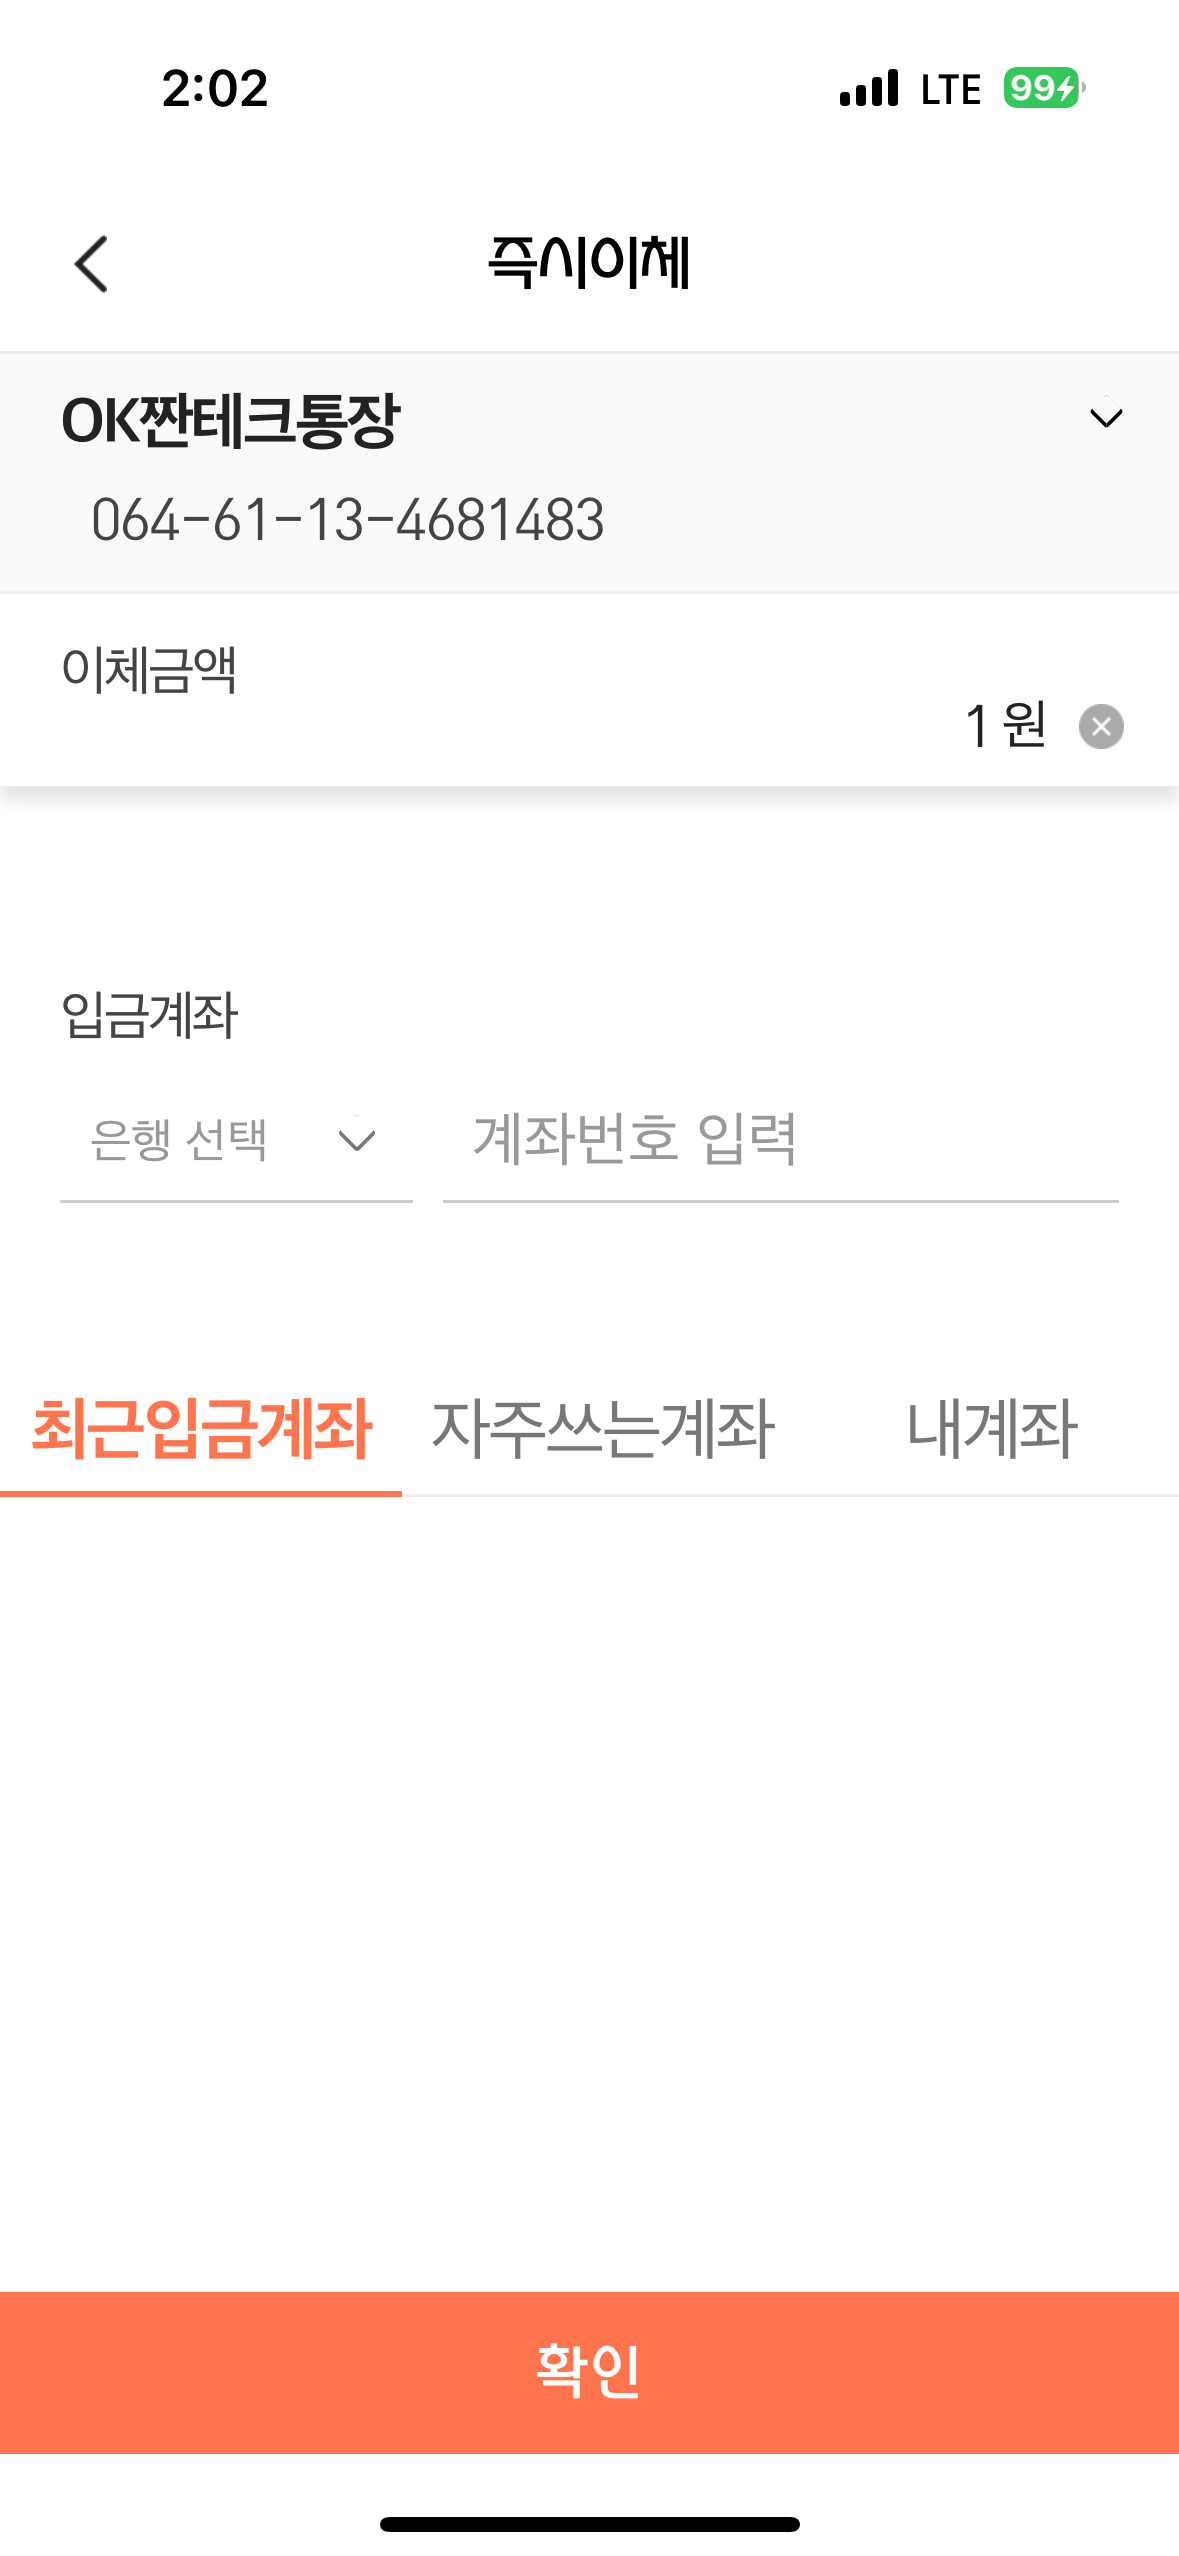 2:02 LTE 99
즉시이체
OK짠테크통장
064-61-13-4681483
이체금액
1 원
입금계좌
은행 선택 계좌번호 입력
최근입금계좌 자주쓰는계좌 내계좌
확인